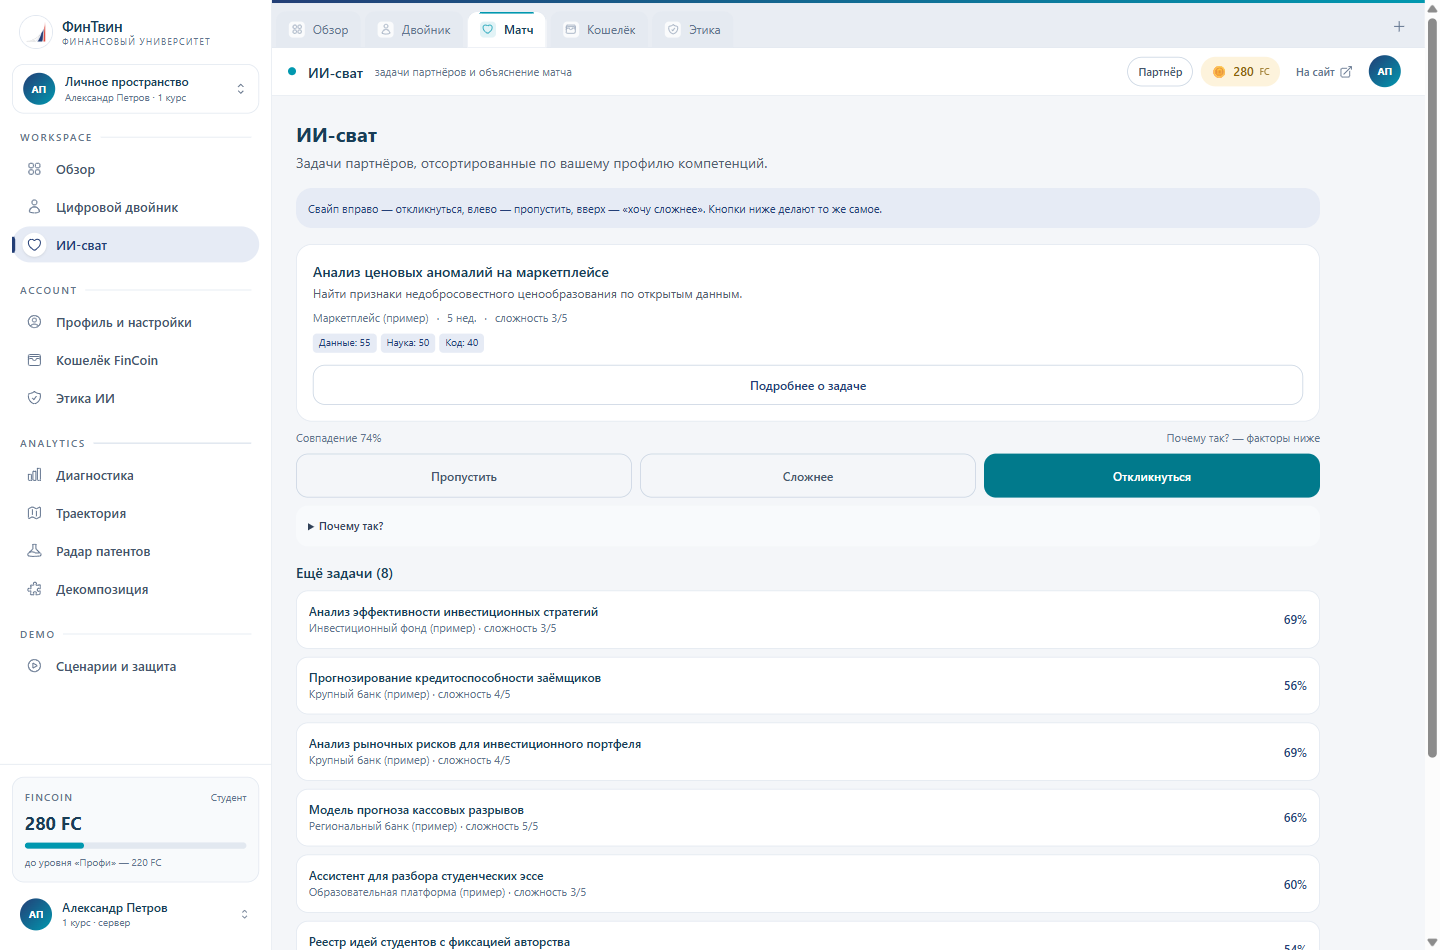 ФинТвин
ФИНАНСОВЫЙ УНИВЕРСИТЕТ
АП
Личное пространство
Александр Петров · 1 курс
WORKSPACE
Обзор
Цифровой двойник
ИИ-сват
ACCOUNT
Профиль и настройки
Кошелёк FinCoin
Этика ИИ
ANALYTICS
Диагностика
Траектория
Радар патентов
Декомпозиция
DEMO
Сценарии и защита
FINCOIN Студент
280 FC
до уровня «Профи» — 220 FC
АП
Александр Петров
1 курс · сервер
Обзор Двойник Матч Кошелёк Этика +
ИИ-сват задачи партнёров и объяснение матча Партнёр 280 FC На сайт АП
ИИ-сват
Задачи партнёров, отсортированные по вашему профилю компетенций.
Свайп вправо — откликнуться, влево — пропустить, вверх — «хочу сложнее». Кнопки ниже делают то же самое.
Анализ ценовых аномалий на маркетплейсе
Найти признаки недобросовестного ценообразования по открытым данным.
Маркетплейс (пример) · 5 нед. · сложность 3/5
Данные: 55 Наука: 50 Код: 40
Подробнее о задаче
Совпадение 74% Почему так? — факторы ниже
Пропустить Сложнее Откликнуться
Почему так?
Ещё задачи (8)
Анализ эффективности инвестиционных стратегий
Инвестиционный фонд (пример) · сложность 3/5
69%
Прогнозирование кредитоспособности заёмщиков
Крупный банк (пример) · сложность 4/5
56%
Анализ рыночных рисков для инвестиционного портфеля
Крупный банк (пример) · сложность 4/5
69%
Модель прогноза кассовых разрывов
Региональный банк (пример) · сложность 5/5
66%
Ассистент для разбора студенческих эссе
Образовательная платформа (пример) · сложность 3/5
60%
Реестр идей студентов с фиксацией авторства
54%